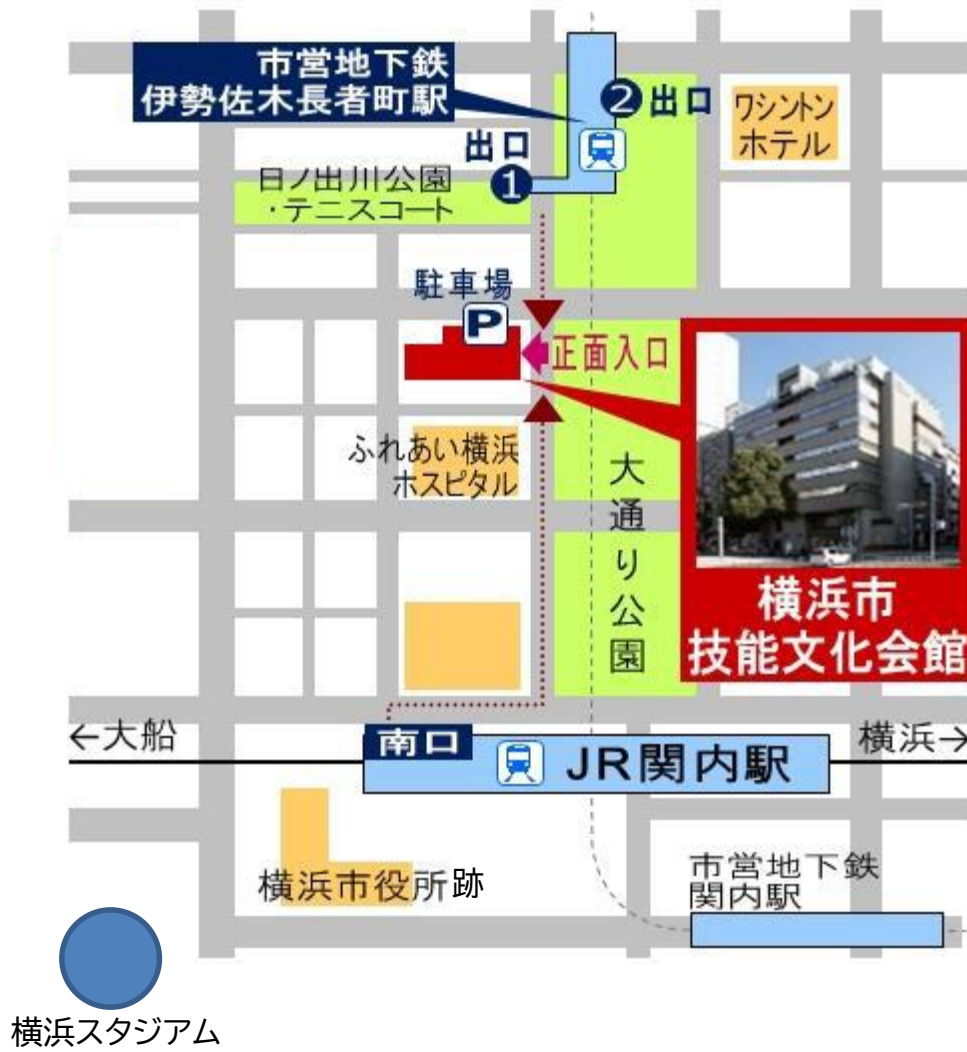 市営地下鉄
伊勢佐木長者町駅
❷出口
ワシントン
ホテル
出口
❶
日ノ出川公園
・テニスコート
駐車場
P
正面入口
ふれあい横浜
ホスピタル
大通り公園
横浜市
技能文化会館
←大船
南口
JR関内駅
横浜→
横浜市役所跡
市営地下鉄
関内駅
横浜スタジアム